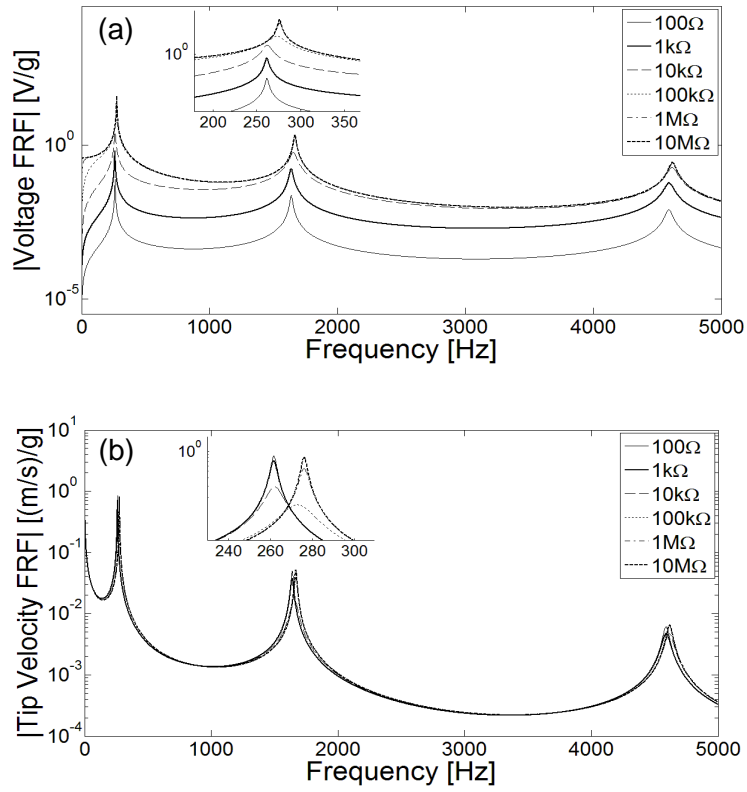 (a)
|Voltage FRF| [V/g]
10^0
10^-5
10^0
200 250 300 350
100Ω
1kΩ
10kΩ
100kΩ
1MΩ
10MΩ
0 1000 2000 3000 4000 5000
Frequency [Hz]
(b)
|Tip Velocity FRF| [(m/s)/g]
10^1
10^0
10^-1
10^-2
10^-3
10^-4
10^0
240 260 280 300
100Ω
1kΩ
10kΩ
100kΩ
1MΩ
10MΩ
0 1000 2000 3000 4000 5000
Frequency [Hz]